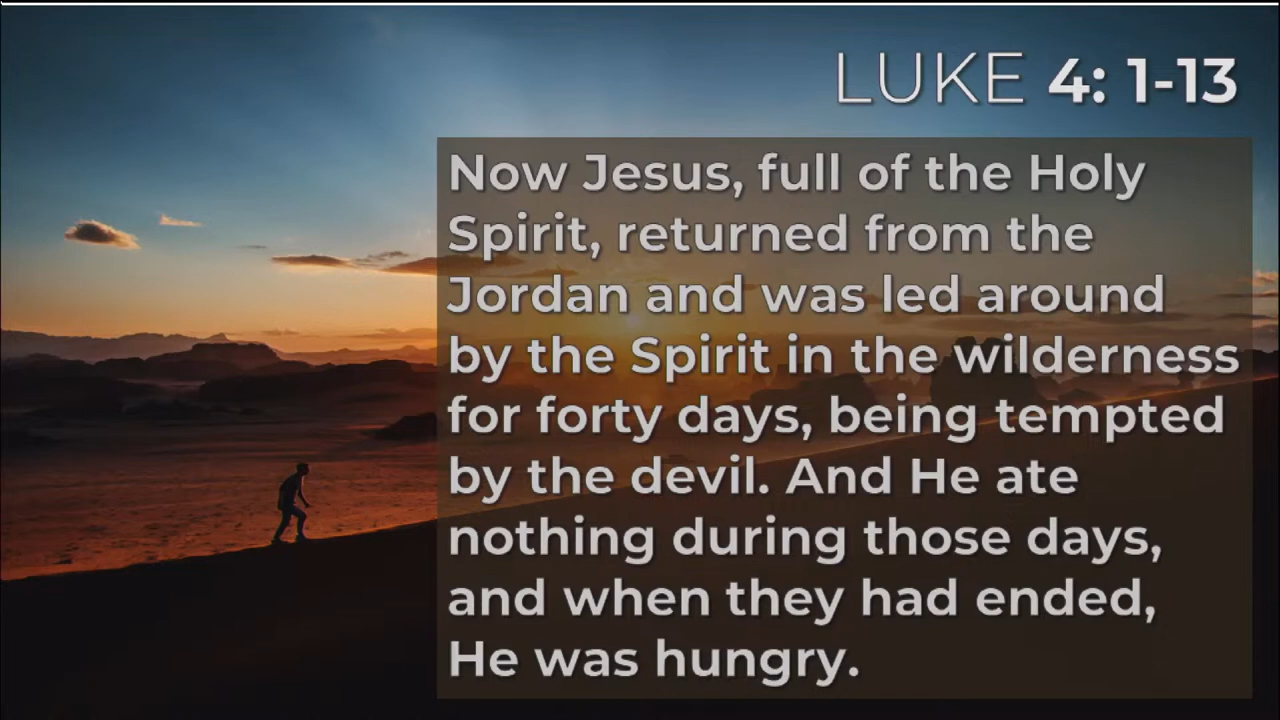 LUKE 4: 1-13
Now Jesus, full of the Holy
Spirit, returned from the
Jordan and was led around
by the Spirit in the wilderness
for forty days, being tempted
by the devil. And He ate
nothing during those days,
and when they had ended,
He was hungry.